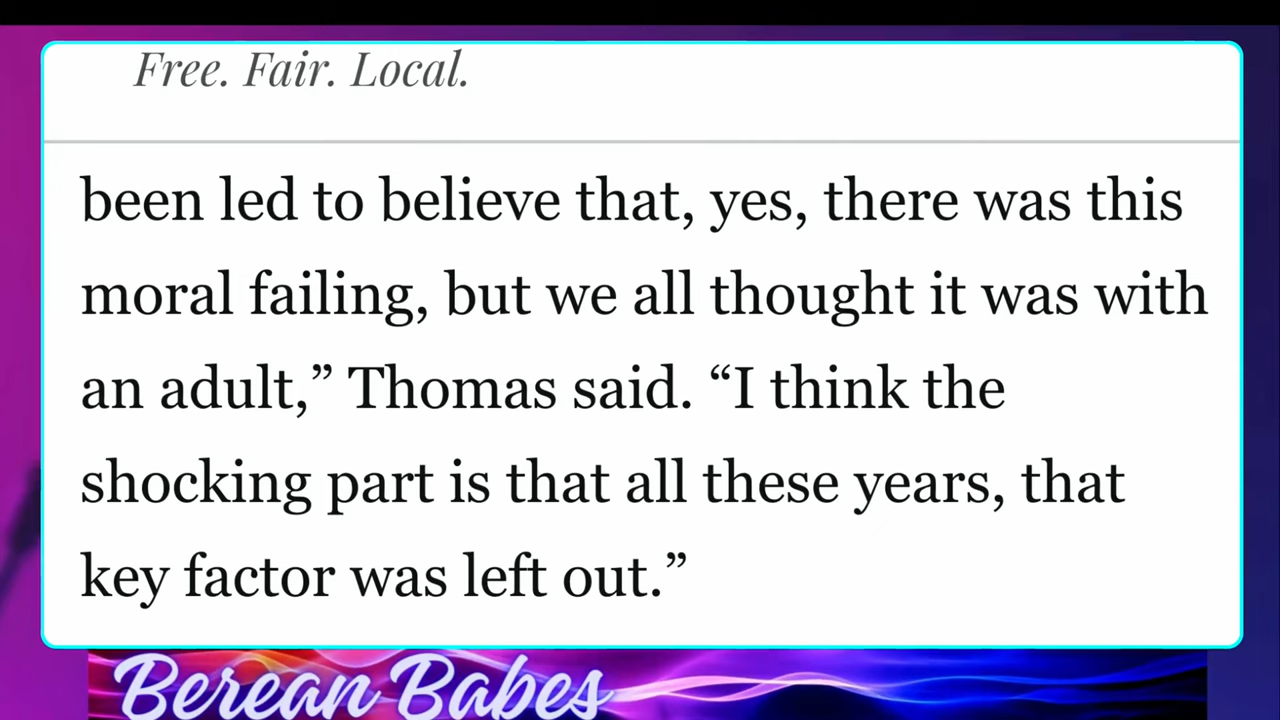 Free. Fair. Local.
been led to believe that, yes, there was this
moral failing, but we all thought it was with
an adult,” Thomas said. “I think the
shocking part is that all these years, that
key factor was left out.”
Berean Babes